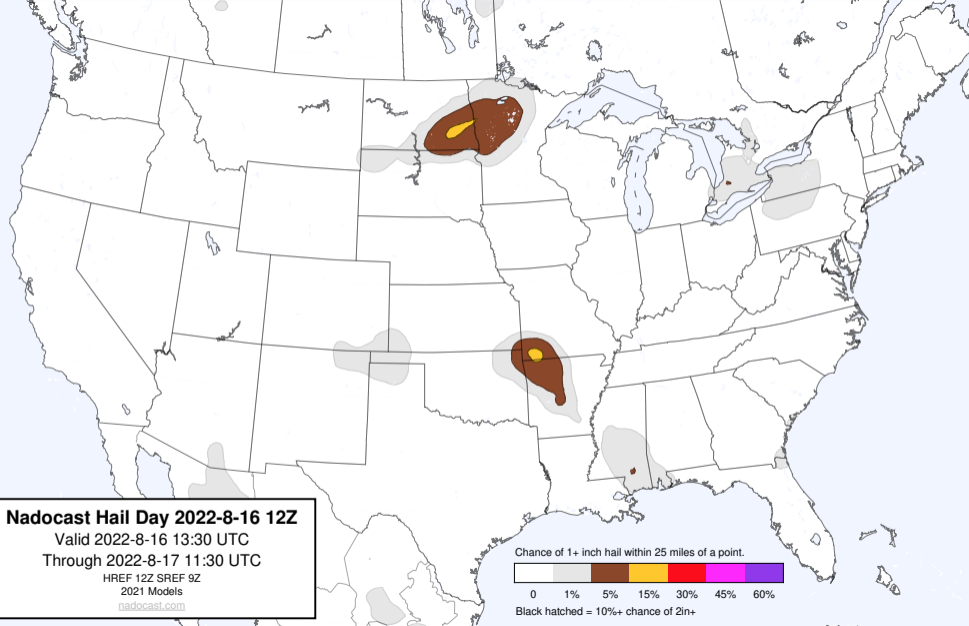 Nadocast Hail Day 2022-8-16 12Z
Valid 2022-8-16 13:30 UTC
Through 2022-8-17 11:30 UTC
HREF 12Z SREF 9Z
2021 Models
nadocast.com
Chance of 1+ inch hail within 25 miles of a point.
0 1% 5% 15% 30% 45% 60%
Black hatched = 10%+ chance of 2in+